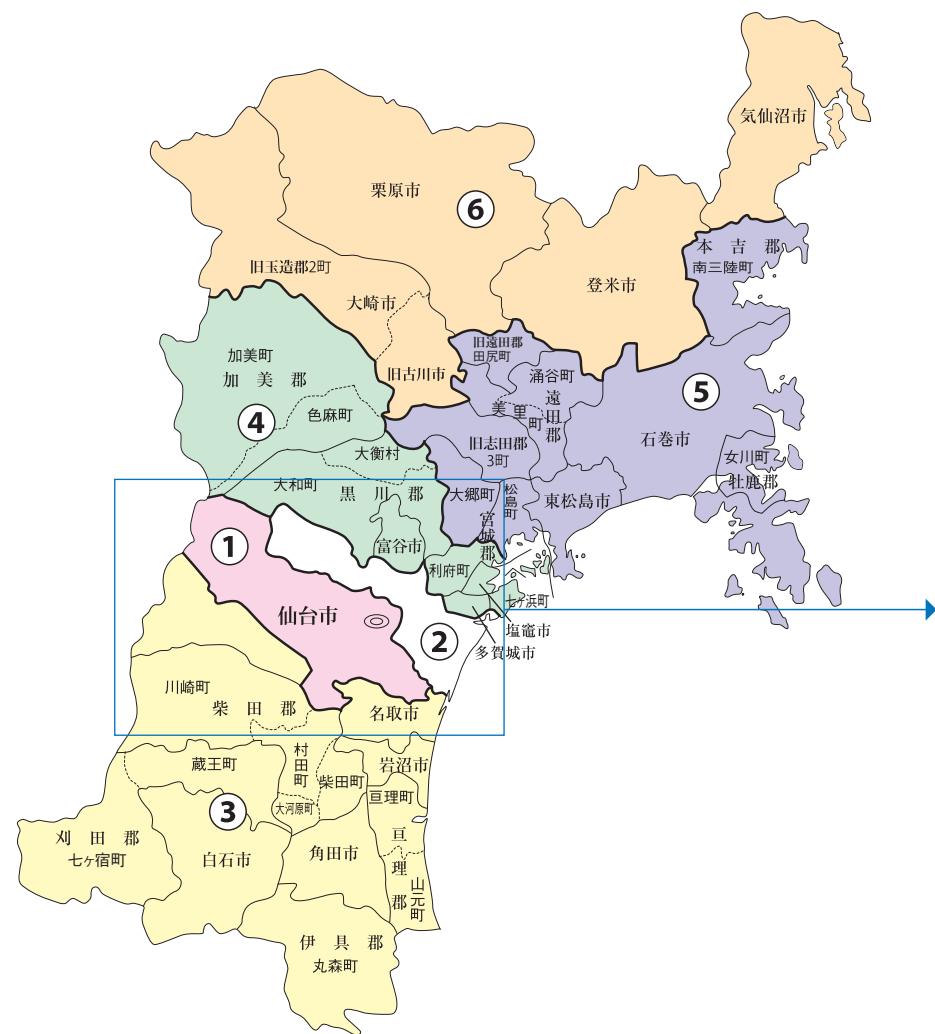 気仙沼市
栗原市
⑥
本吉郡
南三陸町
旧玉造郡2町
登米市
大崎市
旧遠田郡
田尻町
加美町
加美郡
旧古川市
涌谷町
⑤
色麻町
④
美里町
遠田郡
石巻市
大衡村
旧志田郡
3町
女川町
牡鹿郡
大和町
黒川郡
大郷町
松島町
東松島市
宮城郡
①
富谷市
利府町
七ヶ浜町
仙台市
②
塩竈市
多賀城市
川崎町
柴田郡
名取市
村田町
蔵王町
岩沼市
柴田町
亘理町
大河原町
③
刈田郡
七ヶ宿町
白石市
角田市
亘理郡
山元町
伊具郡
丸森町